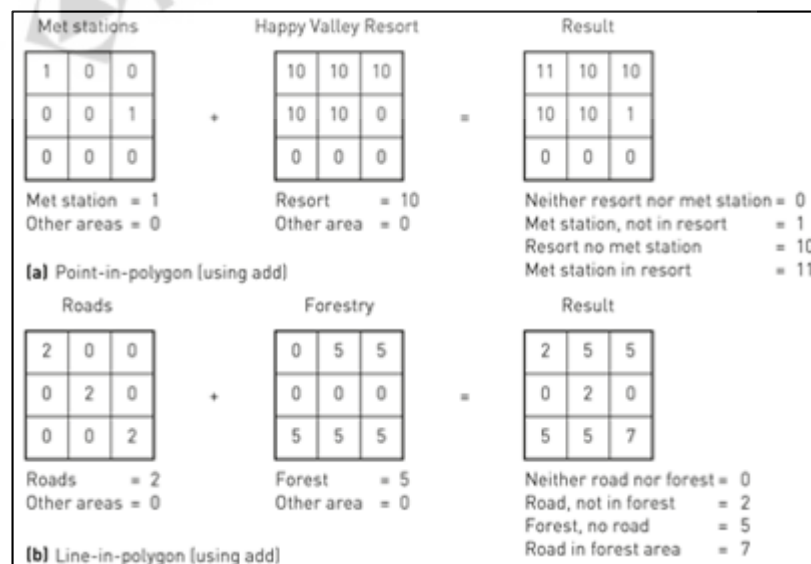 Met stations Happy Valley Resort Result
1 0 0 10 10 10 11 10 10
0 0 1 + 10 10 0 = 10 10 1
0 0 0 0 0 0 0 0 0
Met station = 1 Resort = 10 Neither resort nor met station = 0
Other areas = 0 Other area = 0 Met station, not in resort = 1
Resort no met station = 10
(a) Point-in-polygon (using add) Met station in resort = 11
Roads Forestry Result
2 0 0 0 5 5 2 5 5
0 2 0 + 0 0 0 = 0 2 0
0 0 2 5 5 5 5 5 7
Roads = 2 Forest = 5 Neither road nor forest = 0
Other areas = 0 Other area = 0 Road, not in forest = 2
Forest, no road = 5
(b) Line-in-polygon (using add) Road in forest area = 7